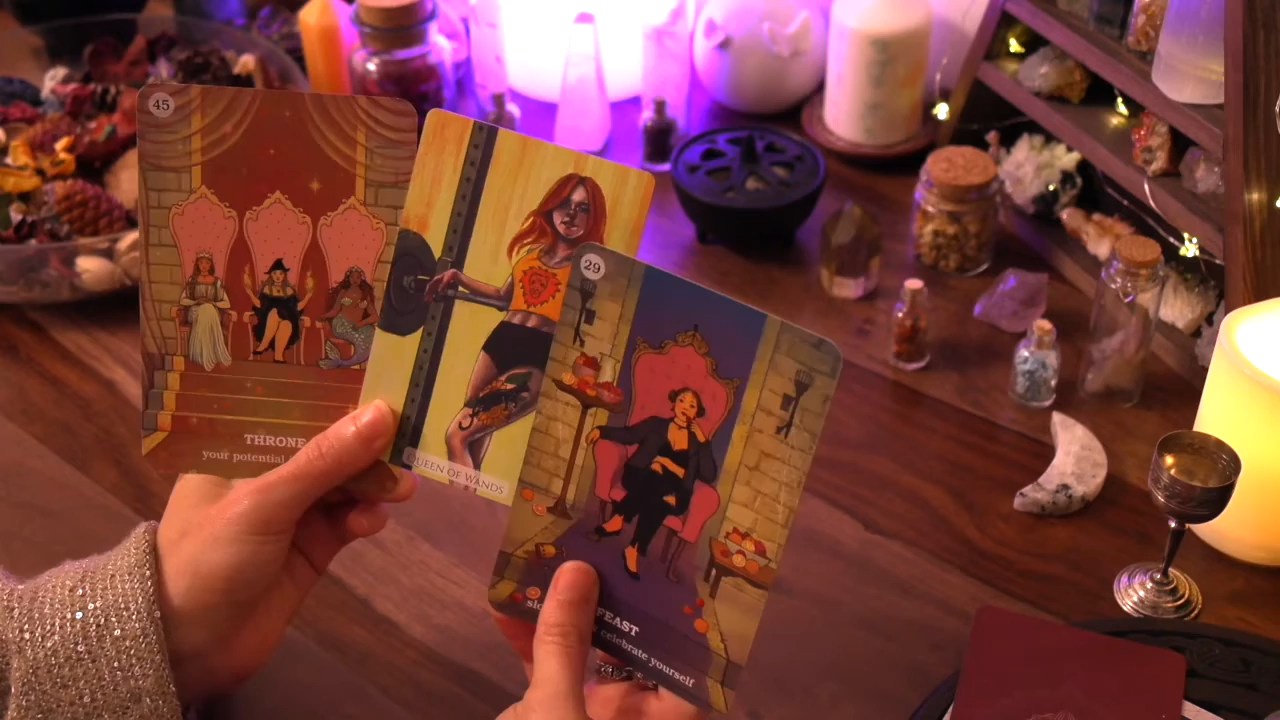 45
THRONE
your potential
QUEEN OF WANDS
29
FEAST
celebrate yourself